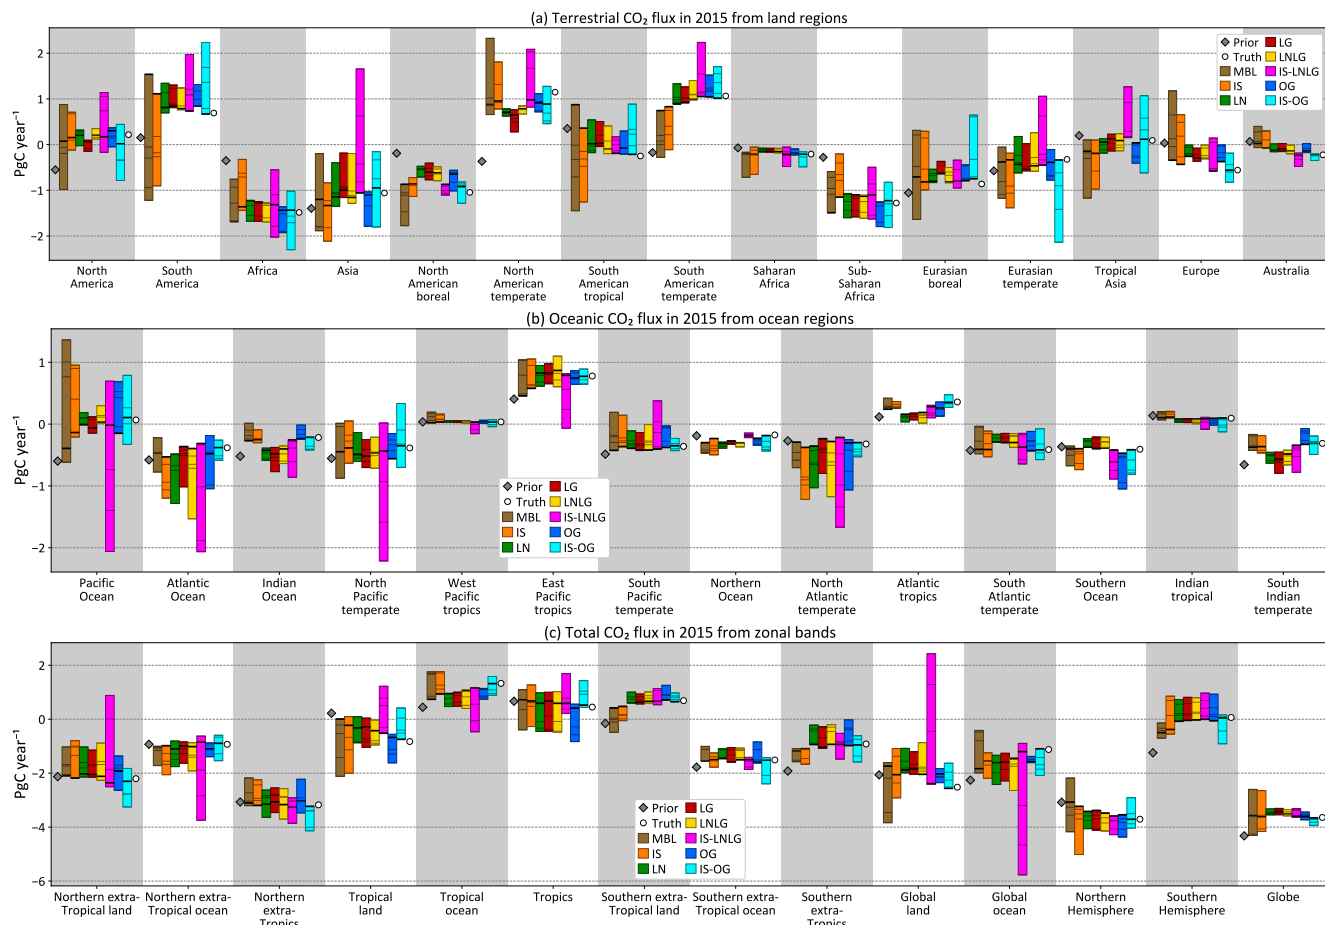 (a) Terrestrial CO₂ flux in 2015 from land regions
PgC year⁻¹
2
1
0
−1
−2
Prior LG
Truth LNLG
MBL IS-LNLG
IS OG
LN IS-OG
North America
South America
Africa
Asia
North American boreal
North American temperate
South American tropical
South American temperate
Saharan Africa
Sub-Saharan Africa
Eurasian boreal
Eurasian temperate
Tropical Asia
Europe
Australia
(b) Oceanic CO₂ flux in 2015 from ocean regions
PgC year⁻¹
1
0
−1
−2
Prior LG
Truth LNLG
MBL IS-LNLG
IS OG
LN IS-OG
Pacific Ocean
Atlantic Ocean
Indian Ocean
North Pacific temperate
West Pacific tropics
East Pacific tropics
South Pacific temperate
Northern Ocean
North Atlantic temperate
Atlantic tropics
South Atlantic temperate
Southern Ocean
Indian tropical
South Indian temperate
(c) Total CO₂ flux in 2015 from zonal bands
PgC year⁻¹
2
0
−2
−4
−6
Prior LG
Truth LNLG
MBL IS-LNLG
IS OG
LN IS-OG
Northern extra-Tropical land
Northern extra-Tropical ocean
Northern extra-Tropics
Tropical land
Tropical ocean
Tropics
Southern extra-Tropical land
Southern extra-Tropical ocean
Southern extra-Tropics
Global land
Global ocean
Northern Hemisphere
Southern Hemisphere
Globe